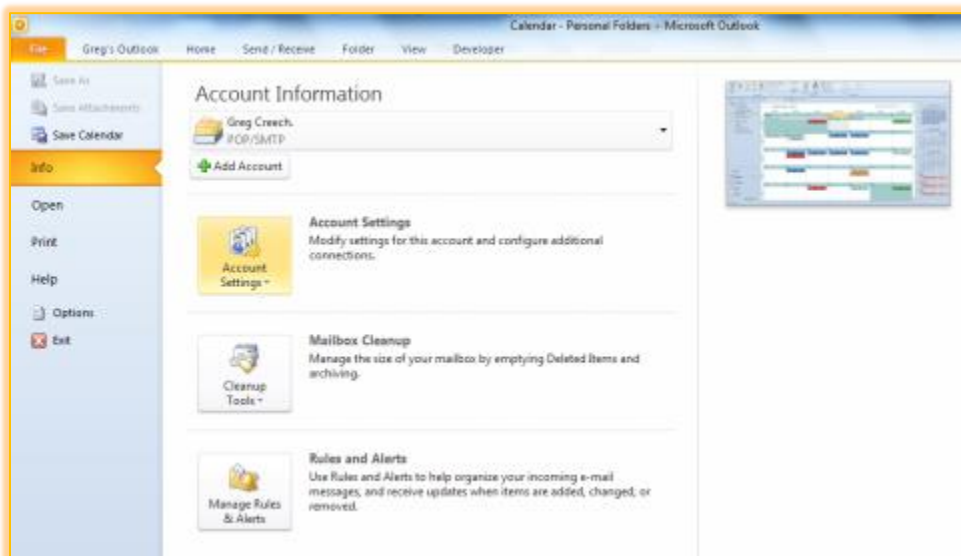 Calendar - Personal Folders - Microsoft Outlook
File Greg's Outlook Home Send / Receive Folder View Developer
Save As
Save Attachments
Save Calendar
Info
Open
Print
Help
Options
Exit
Account Information
Greg Creech.
POP/SMTP
Add Account
Account Settings
Account Settings
Modify settings for this account and configure additional
connections.
Cleanup
Tools
Mailbox Cleanup
Manage the size of your mailbox by emptying Deleted Items and
archiving.
Manage Rules
& Alerts
Rules and Alerts
Use Rules and Alerts to help organize your incoming e-mail
messages, and receive updates when items are added, changed, or
removed.